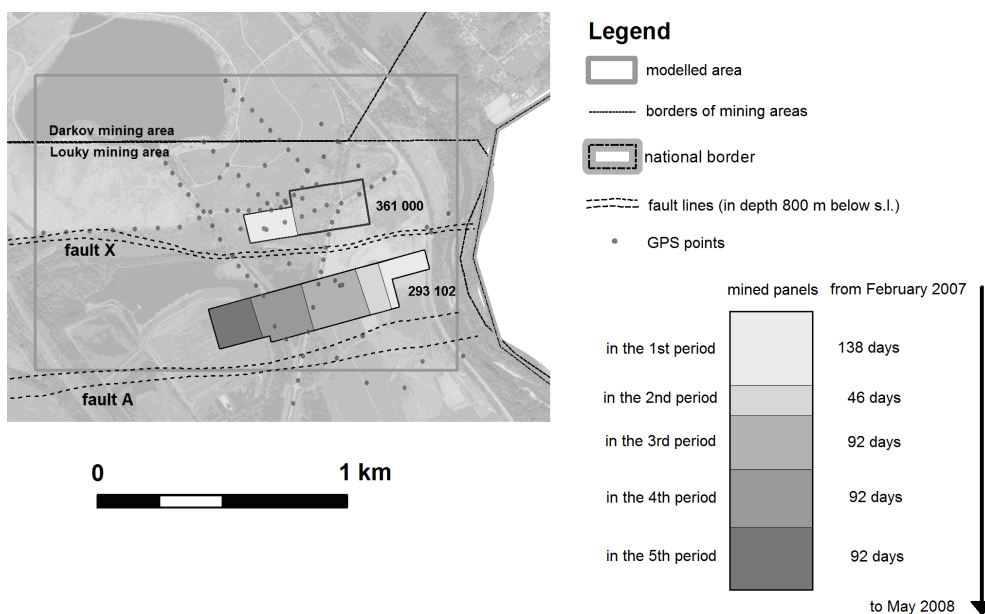 Darkov mining area
Louky mining area
361 000
fault X
293 102
fault A
0 1 km
Legend
modelled area
borders of mining areas
national border
fault lines (in depth 800 m below s.l.)
GPS points
mined panels from February 2007
in the 1st period 138 days
in the 2nd period 46 days
in the 3rd period 92 days
in the 4th period 92 days
in the 5th period 92 days
to May 2008